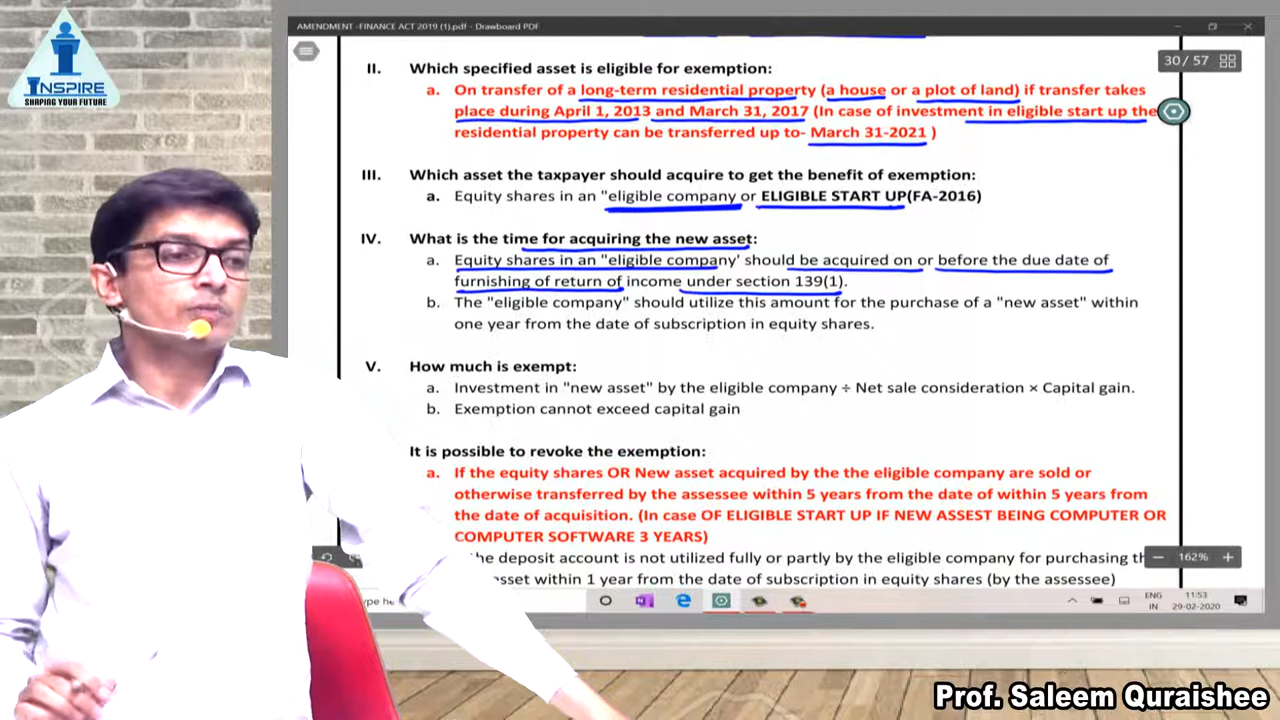 INSPIRE
SHAPING YOUR FUTURE
AMENDMENT -FINANCE ACT 2019 (1).pdf - Drawboard PDF
30 / 57
II. Which specified asset is eligible for exemption:
a. On transfer of a long-term residential property (a house or a plot of land) if transfer takes
place during April 1, 2013 and March 31, 2017 (In case of investment in eligible start up the
residential property can be transferred up to- March 31-2021 )
III. Which asset the taxpayer should acquire to get the benefit of exemption:
a. Equity shares in an "eligible company or ELIGIBLE START UP(FA-2016)
IV. What is the time for acquiring the new asset:
a. Equity shares in an "eligible company' should be acquired on or before the due date of
furnishing of return of income under section 139(1).
b. The "eligible company" should utilize this amount for the purchase of a "new asset" within
one year from the date of subscription in equity shares.
V. How much is exempt:
a. Investment in "new asset" by the eligible company ÷ Net sale consideration × Capital gain.
b. Exemption cannot exceed capital gain
It is possible to revoke the exemption:
a. If the equity shares OR New asset acquired by the the eligible company are sold or
otherwise transferred by the assessee within 5 years from the date of within 5 years from
the date of acquisition. (In case OF ELIGIBLE START UP IF NEW ASSEST BEING COMPUTER OR
COMPUTER SOFTWARE 3 YEARS)
deposit account is not utilized fully or partly by the eligible company for purchasing
within 1 year from the date of subscription in equity shares (by the assessee)
162%
ENG
IN
11:53
29-02-2020
Prof. Saleem Quraishee